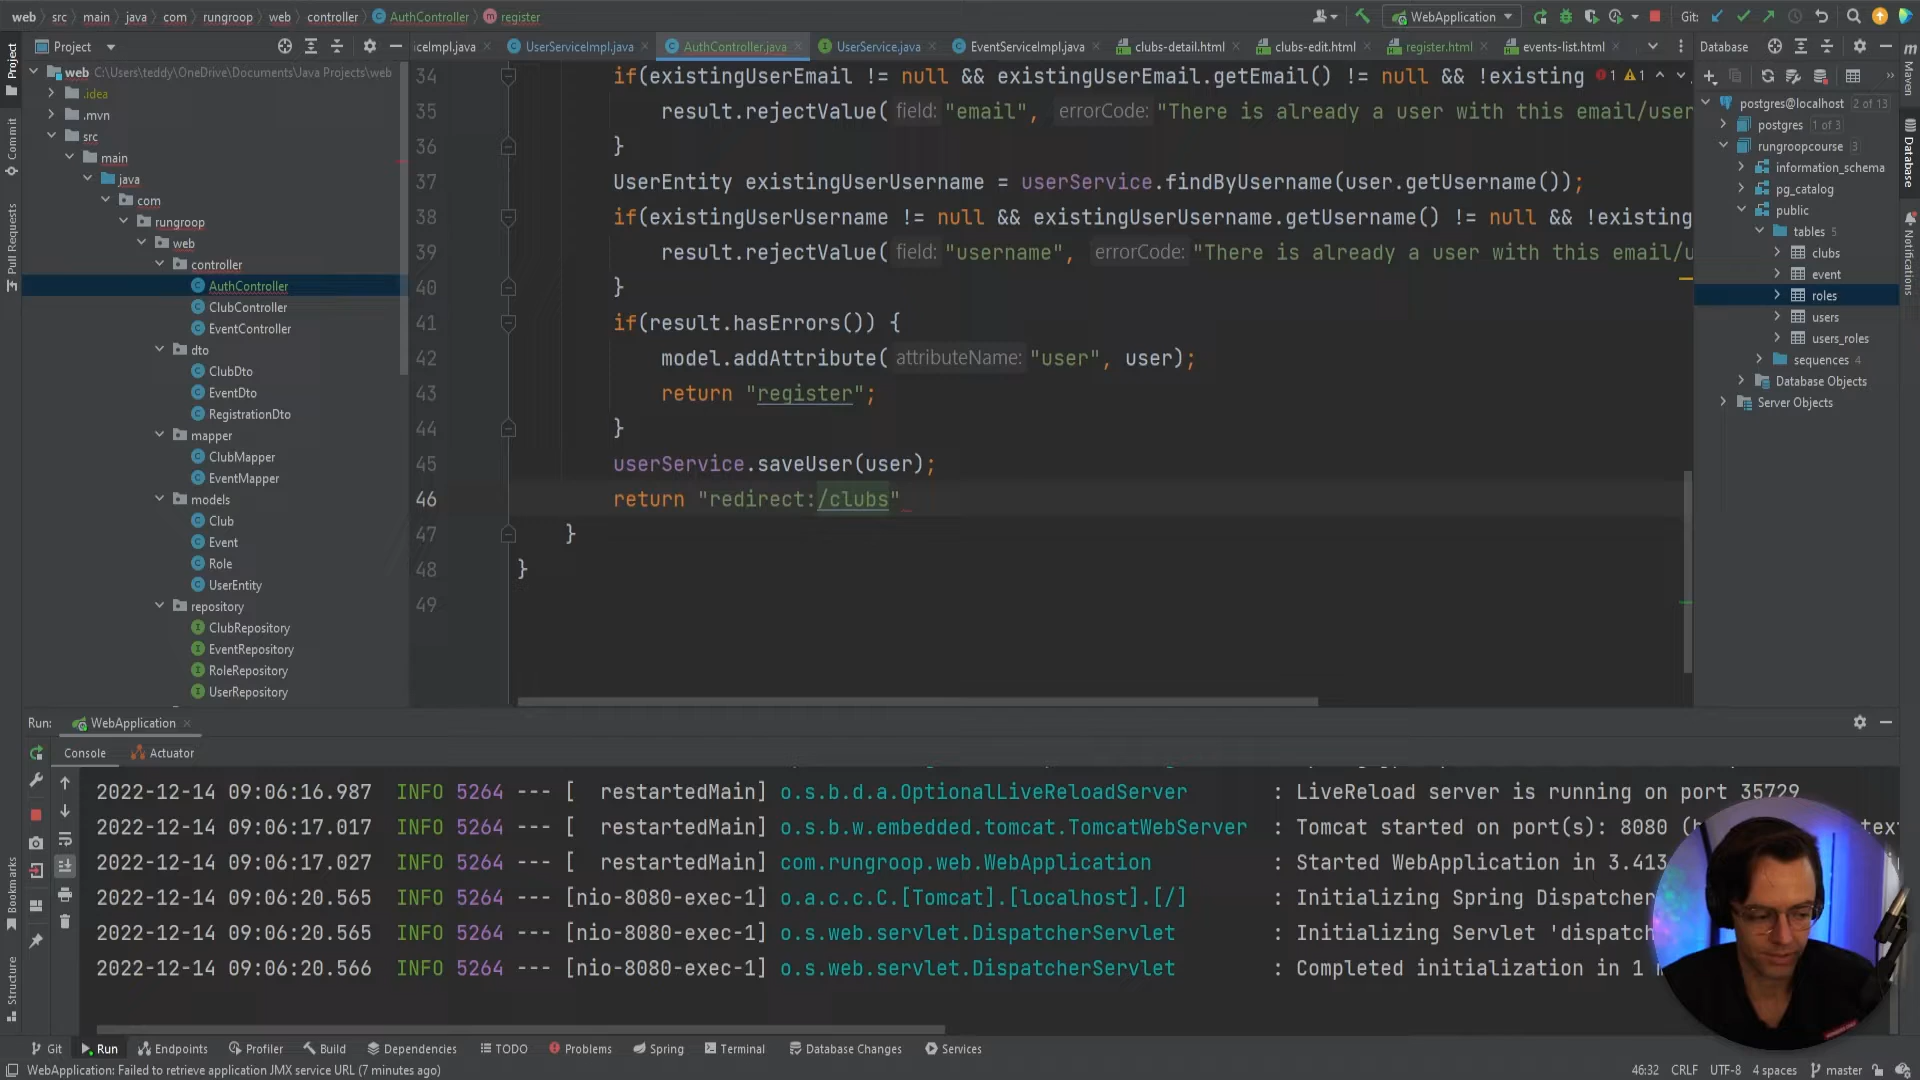 web src main java com rungroop web controller AuthController register WebApplication Git:
Project iceImpl.java UserServiceImpl.java AuthController.java UserService.java EventServiceImpl.java clubs-detail.html clubs-edit.html register.html events-list.html Database
web C:\Users\teddy\OneDrive\Documents\Java Projects\web
.idea
.mvn
src
main
java
com
rungroop
web
controller
AuthController
ClubController
EventController
dto
ClubDto
EventDto
RegistrationDto
mapper
ClubMapper
EventMapper
models
Club
Event
Role
UserEntity
repository
ClubRepository
EventRepository
RoleRepository
UserRepository
34 if(existingUserEmail != null && existingUserEmail.getEmail() != null && !existing 1 1
35 result.rejectValue( field: "email", errorCode: "There is already a user with this email/user
36 }
37 UserEntity existingUserUsername = userService.findByUsername(user.getUsername());
38 if(existingUserUsername != null && existingUserUsername.getUsername() != null && !existing
39 result.rejectValue( field: "username", errorCode: "There is already a user with this email/u
40 }
41 if(result.hasErrors()) {
42 model.addAttribute( attributeName: "user", user);
43 return "register";
44 }
45 userService.saveUser(user);
46 return "redirect:/clubs"
47 }
48 }
49
postgres@localhost 2 of 13
postgres 1 of 3
rungroopcourse 3
information_schema
pg_catalog
public
tables 5
clubs
event
roles
users
users_roles
sequences 4
Database Objects
Server Objects
Project
Commit
Pull Requests
Bookmarks
Structure
Maven
Database
Notifications
Run: WebApplication
Console Actuator
2022-12-14 09:06:16.987 INFO 5264 --- [ restartedMain] o.s.b.d.a.OptionalLiveReloadServer : LiveReload server is running on port 35729
2022-12-14 09:06:17.017 INFO 5264 --- [ restartedMain] o.s.b.w.embedded.tomcat.TomcatWebServer : Tomcat started on port(s): 8080
2022-12-14 09:06:17.027 INFO 5264 --- [ restartedMain] com.rungroop.web.WebApplication : Started WebApplication in 3.413
2022-12-14 09:06:20.565 INFO 5264 --- [nio-8080-exec-1] o.a.c.c.C.[Tomcat].[localhost].[/] : Initializing Spring Dispatcher
2022-12-14 09:06:20.565 INFO 5264 --- [nio-8080-exec-1] o.s.web.servlet.DispatcherServlet : Initializing Servlet 'dispatch
2022-12-14 09:06:20.566 INFO 5264 --- [nio-8080-exec-1] o.s.web.servlet.DispatcherServlet : Completed initialization in 1
Git Run Endpoints Profiler Build Dependencies TODO Problems Spring Terminal Database Changes Services
WebApplication: Failed to retrieve application JMX service URL (7 minutes ago) 46:32 CRLF UTF-8 4 spaces master